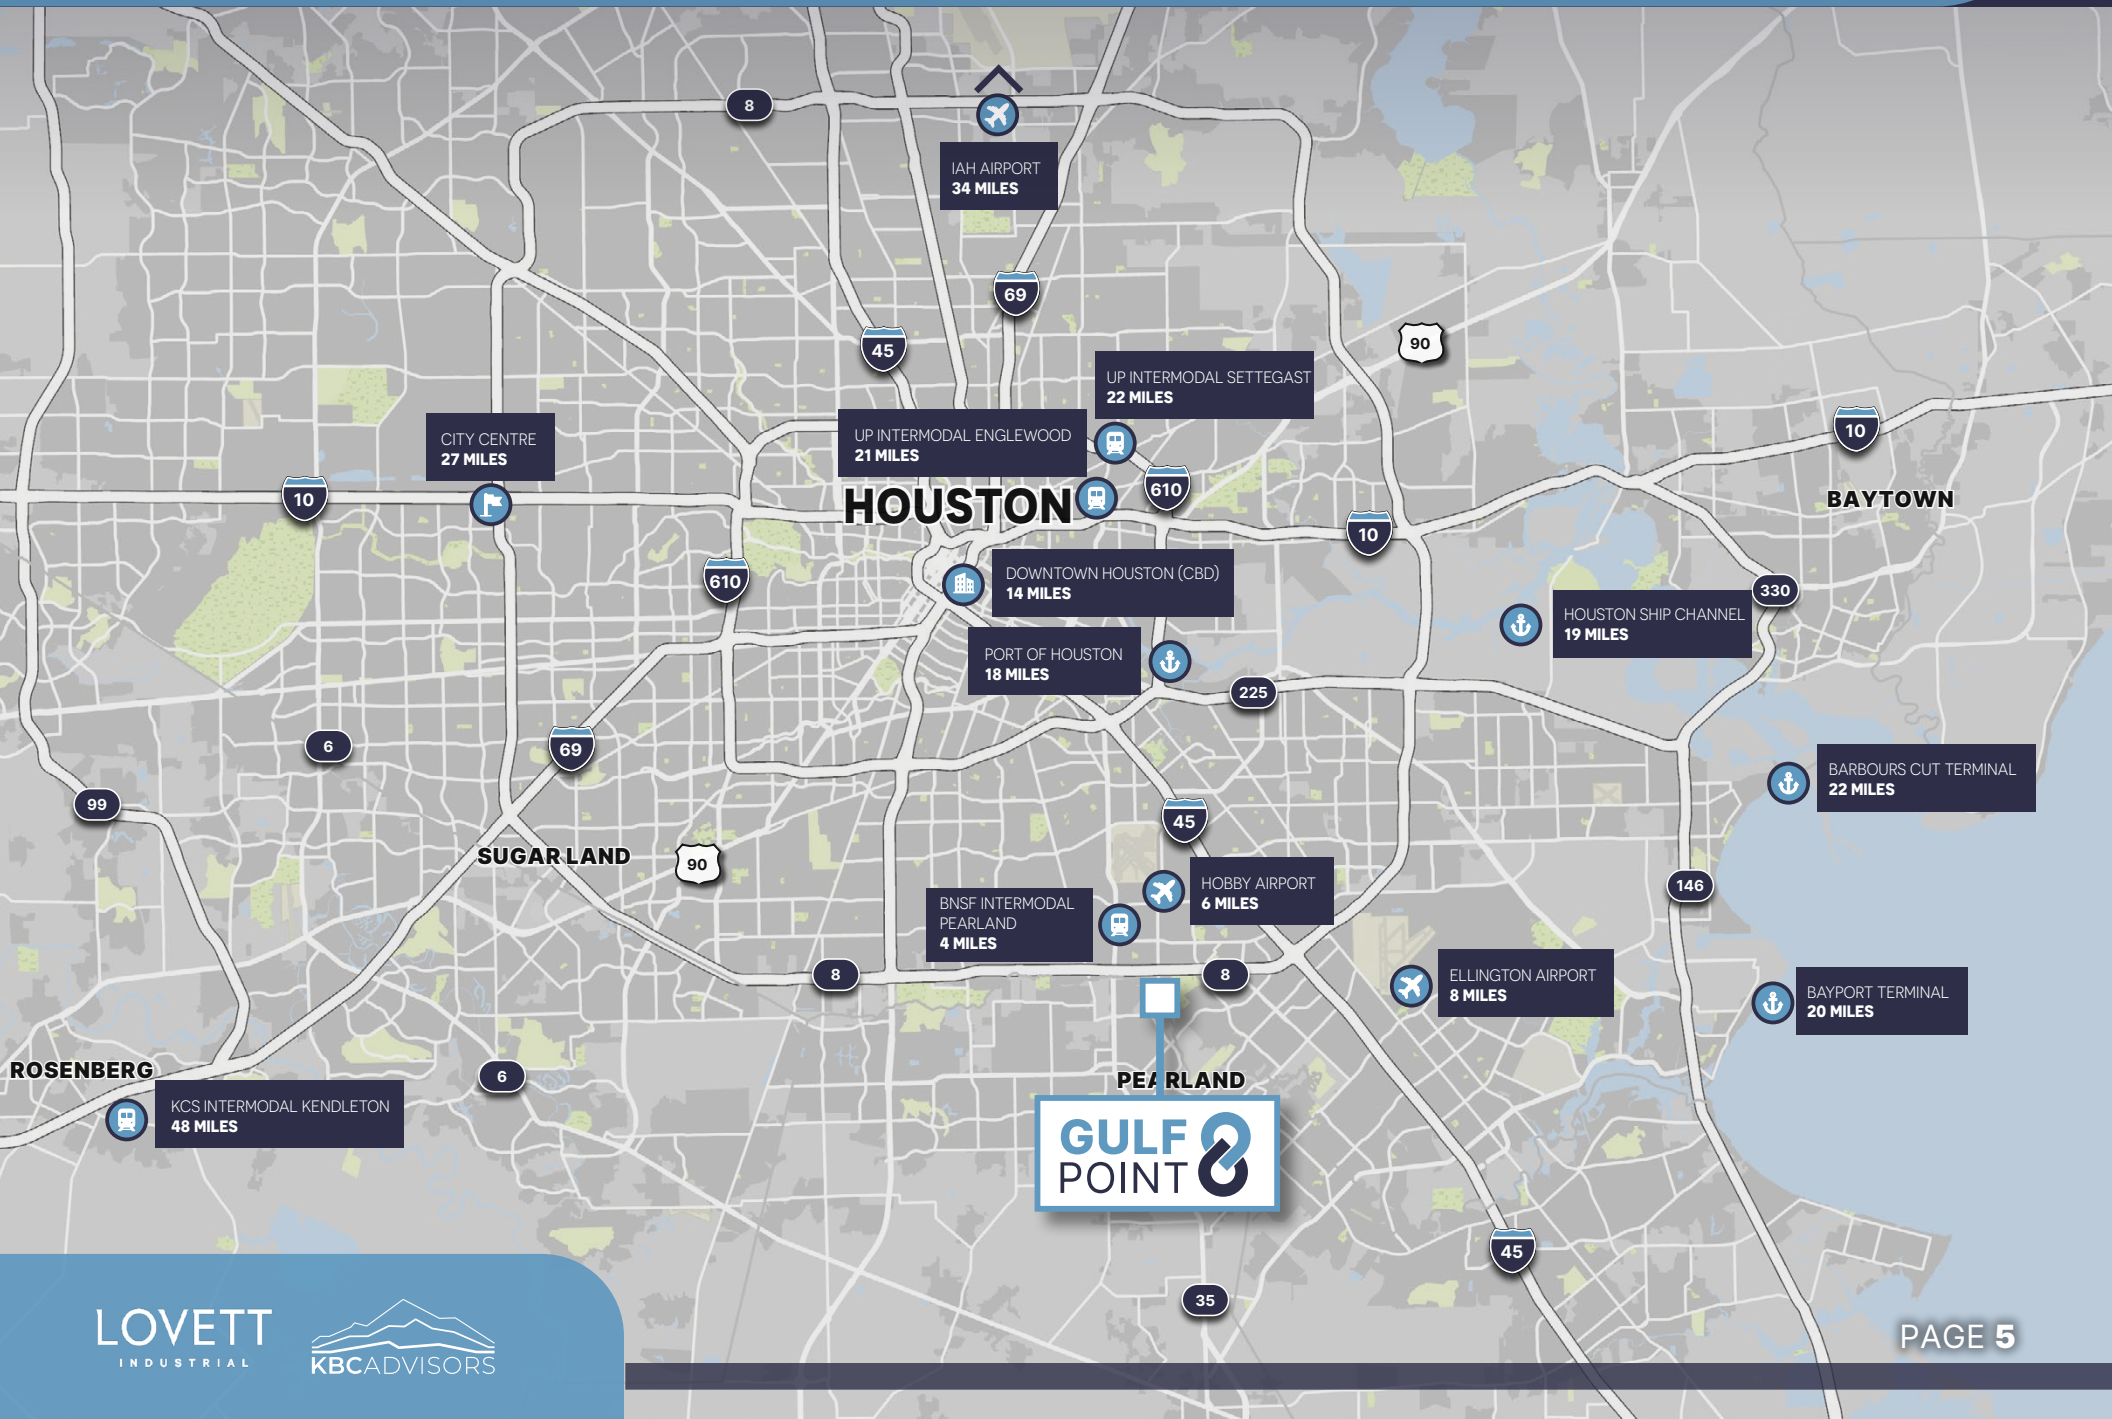 8
IAH AIRPORT
34 MILES
69
45
90
UP INTERMODAL SETTEGAST
22 MILES
UP INTERMODAL ENGLEWOOD
21 MILES
CITY CENTRE
27 MILES
10
10
HOUSTON
610
BAYTOWN
10
610
DOWNTOWN HOUSTON (CBD)
14 MILES
330
HOUSTON SHIP CHANNEL
19 MILES
PORT OF HOUSTON
18 MILES
225
6
69
BARBOURS CUT TERMINAL
22 MILES
99
45
SUGAR LAND
90
HOBBY AIRPORT
6 MILES
146
BNSF INTERMODAL
PEARLAND
4 MILES
8
8
ELLINGTON AIRPORT
8 MILES
BAYPORT TERMINAL
20 MILES
ROSENBERG
6
PEARLAND
KCS INTERMODAL KENDLETON
48 MILES
GULF
POINT 8
45
35
LOVETT
INDUSTRIAL
KBCADVISORS
PAGE 5